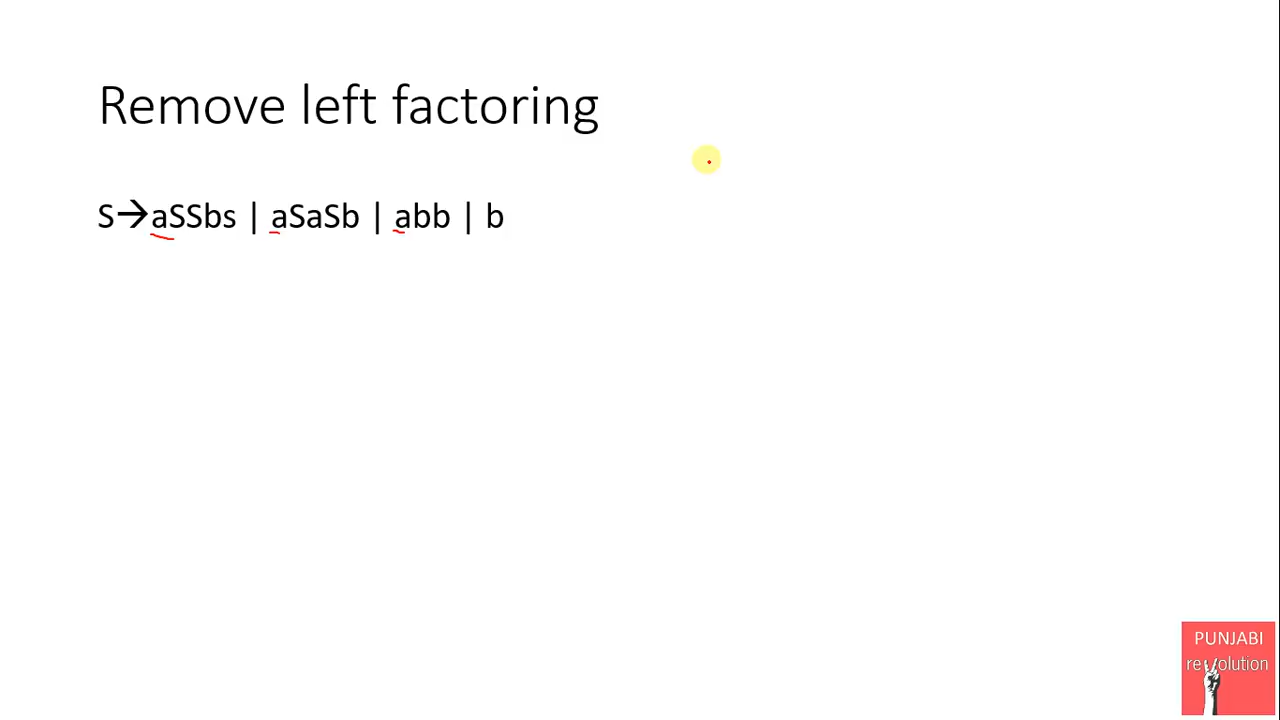 Remove left factoring
S→aSSbs | aSaSb | abb | b
PUNJABI
revolution